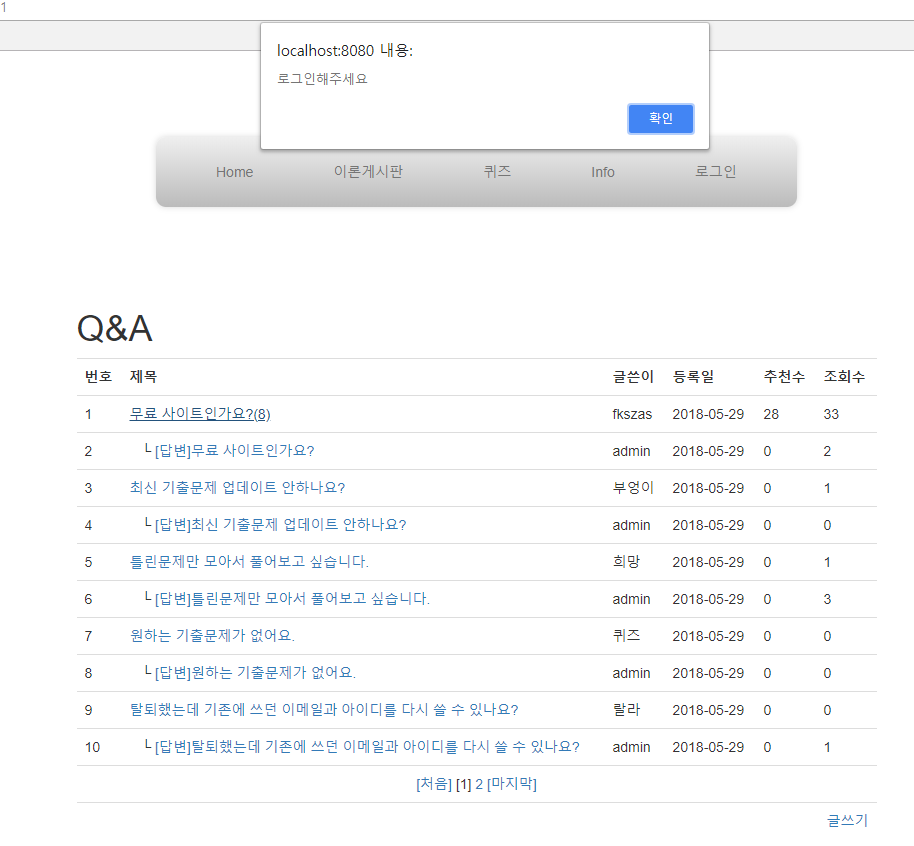 1
localhost:8080 내용:
로그인해주세요
확인
Home 이론게시판 퀴즈 Info 로그인
Q&A
번호 제목 글쓴이 등록일 추천수 조회수
1 무료 사이트인가요?(8) fkszas 2018-05-29 28 33
2 └ [답변]무료 사이트인가요? admin 2018-05-29 0 2
3 최신 기출문제 업데이트 안하나요? 부엉이 2018-05-29 0 1
4 └ [답변]최신 기출문제 업데이트 안하나요? admin 2018-05-29 0 0
5 틀린문제만 모아서 풀어보고 싶습니다. 희망 2018-05-29 0 1
6 └ [답변]틀린문제만 모아서 풀어보고 싶습니다. admin 2018-05-29 0 3
7 원하는 기출문제가 없어요. 퀴즈 2018-05-29 0 0
8 └ [답변]원하는 기출문제가 없어요. admin 2018-05-29 0 0
9 탈퇴했는데 기존에 쓰던 이메일과 아이디를 다시 쓸 수 있나요? 랄라 2018-05-29 0 0
10 └ [답변]탈퇴했는데 기존에 쓰던 이메일과 아이디를 다시 쓸 수 있나요? admin 2018-05-29 0 1
[처음] [1] 2 [마지막]
글쓰기